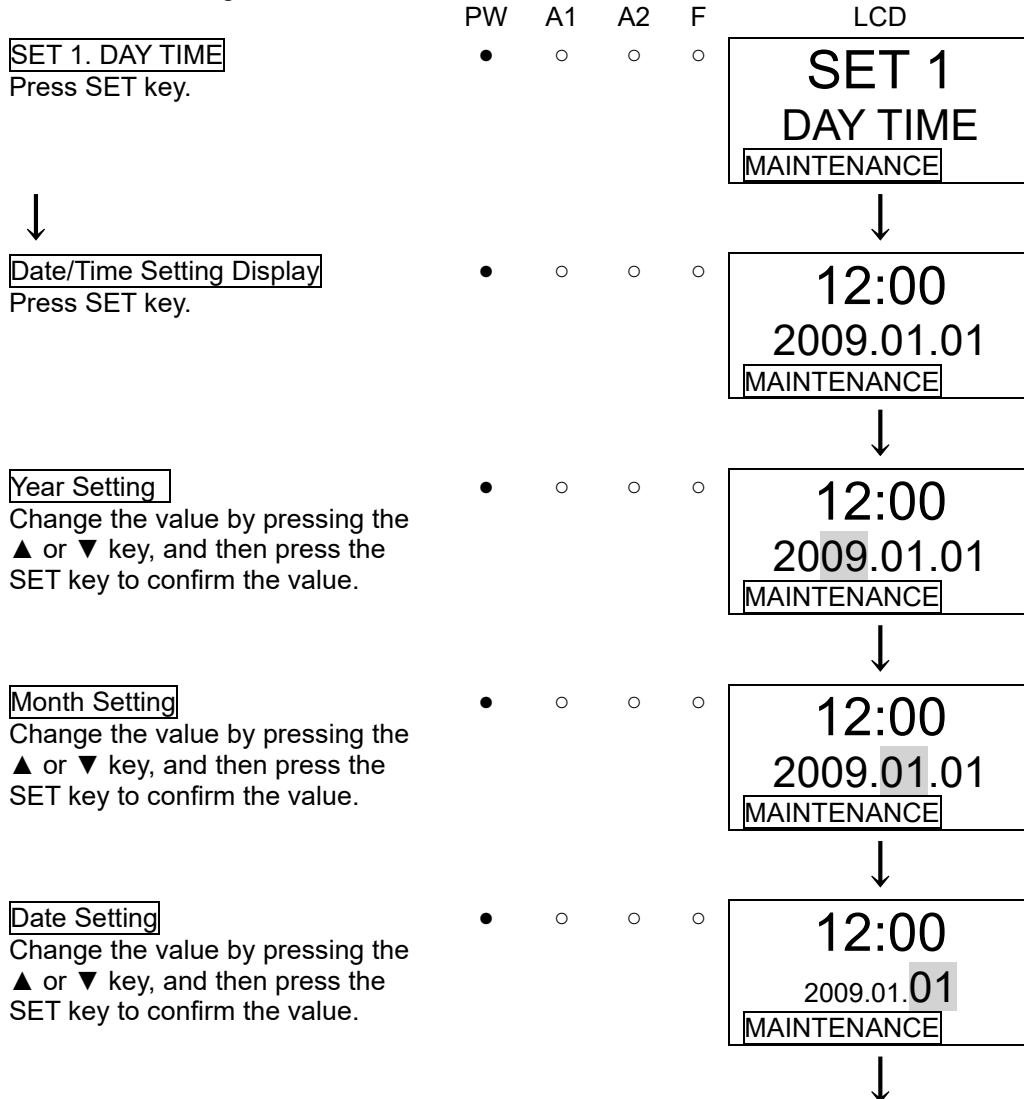 PW A1 A2 F LCD
SET 1. DAY TIME ● ○ ○ ○ SET 1
Press SET key. DAY TIME
MAINTENANCE
↓ ↓
Date/Time Setting Display ● ○ ○ ○ 12:00
Press SET key. 2009.01.01
MAINTENANCE
↓
Year Setting ● ○ ○ ○ 12:00
Change the value by pressing the
▲ or ▼ key, and then press the 2009.01.01
SET key to confirm the value. MAINTENANCE
↓
Month Setting ● ○ ○ ○ 12:00
Change the value by pressing the
▲ or ▼ key, and then press the 2009.01.01
SET key to confirm the value. MAINTENANCE
↓
Date Setting ● ○ ○ ○ 12:00
Change the value by pressing the
▲ or ▼ key, and then press the 2009.01.01
SET key to confirm the value. MAINTENANCE
↓